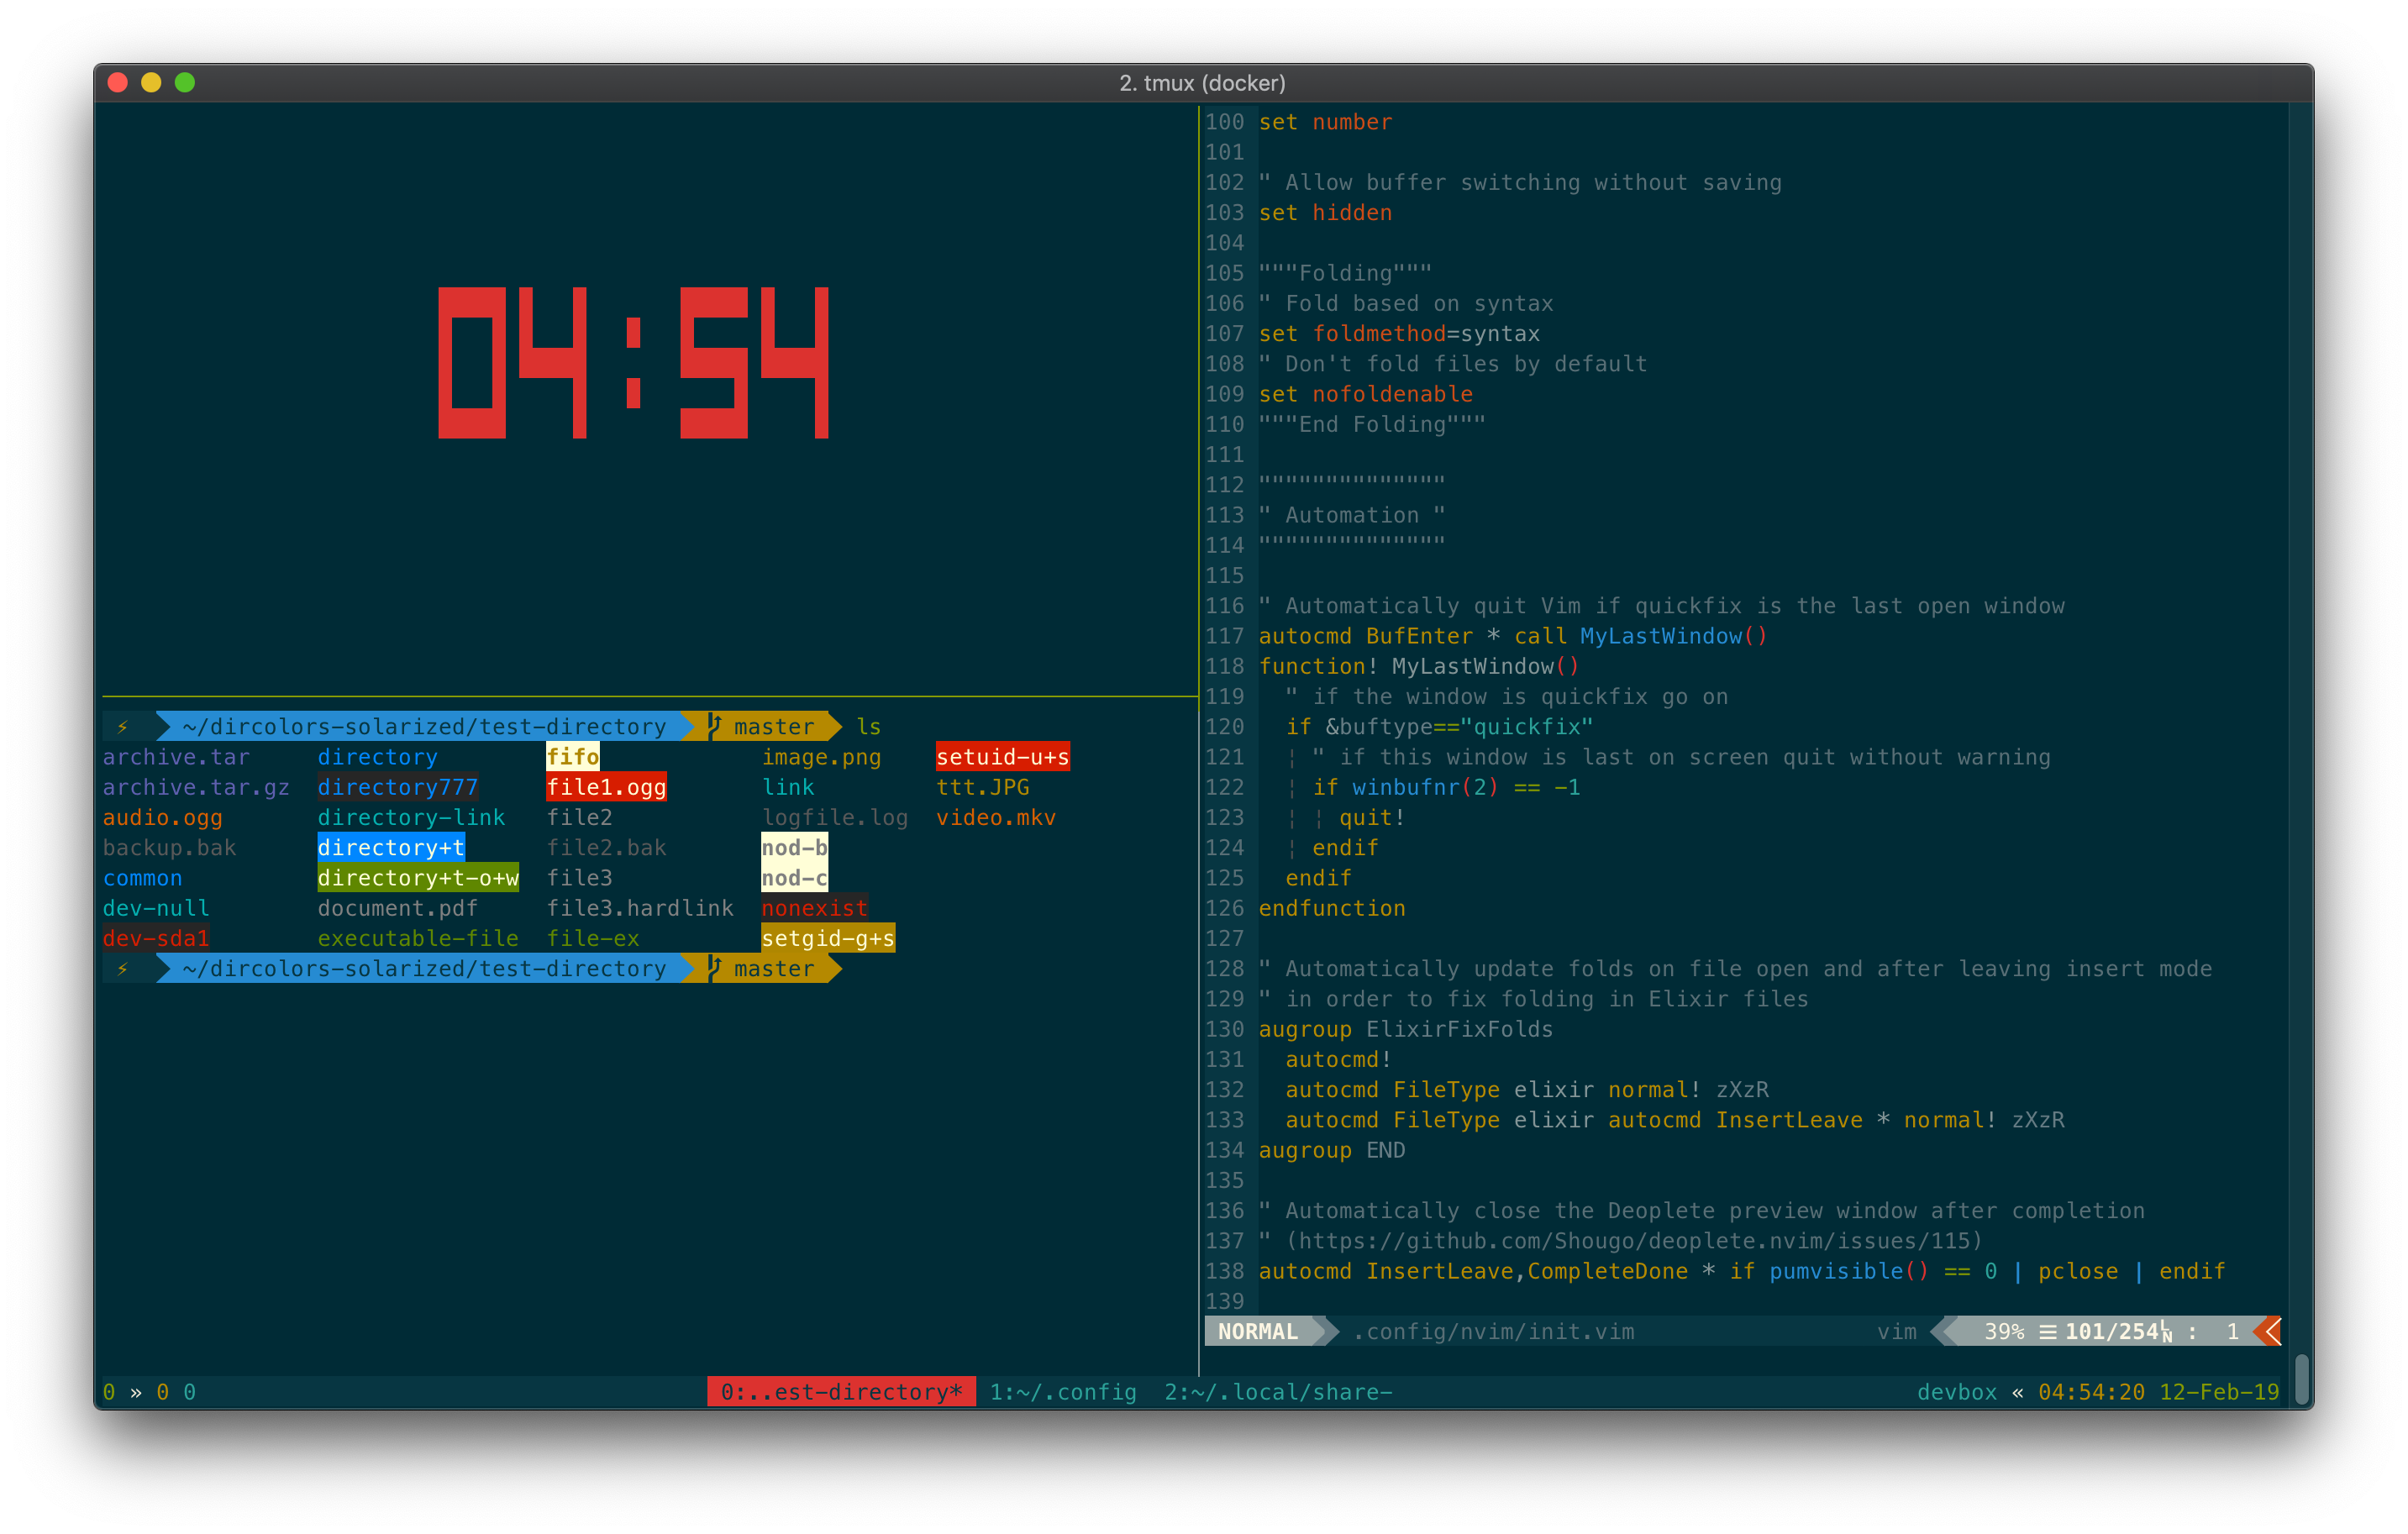 2. tmux (docker)
04:54
⚡ ~/dircolors-solarized/test-directory master ls
archive.tar directory fifo image.png setuid-u+s
archive.tar.gz directory777 file1.ogg link ttt.JPG
audio.ogg directory-link file2 logfile.log video.mkv
backup.bak directory+t file2.bak nod-b
common directory+t-o+w file3 nod-c
dev-null document.pdf file3.hardlink nonexist
dev-sda1 executable-file file-ex setgid-g+s
⚡ ~/dircolors-solarized/test-directory master
100 set number
101
102 " Allow buffer switching without saving
103 set hidden
104
105 """Folding"""
106 " Fold based on syntax
107 set foldmethod=syntax
108 " Don't fold files by default
109 set nofoldenable
110 """End Folding"""
111
112 """"""""""""""
113 " Automation "
114 """"""""""""""
115
116 " Automatically quit Vim if quickfix is the last open window
117 autocmd BufEnter * call MyLastWindow()
118 function! MyLastWindow()
119   " if the window is quickfix go on
120   if &buftype=="quickfix"
121   ¦ " if this window is last on screen quit without warning
122   ¦ if winbufnr(2) == -1
123   ¦ ¦ quit!
124   ¦ endif
125   endif
126 endfunction
127
128 " Automatically update folds on file open and after leaving insert mode
129 " in order to fix folding in Elixir files
130 augroup ElixirFixFolds
131   autocmd!
132   autocmd FileType elixir normal! zXzR
133   autocmd FileType elixir autocmd InsertLeave * normal! zXzR
134 augroup END
135
136 " Automatically close the Deoplete preview window after completion
137 " (https://github.com/Shougo/deoplete.nvim/issues/115)
138 autocmd InsertLeave,CompleteDone * if pumvisible() == 0 | pclose | endif
139
NORMAL .config/nvim/init.vim vim 39% ☰ 101/254 LN : 1
0 » 0 0 0:..est-directory* 1:~/.config 2:~/.local/share- devbox « 04:54:20 12-Feb-19